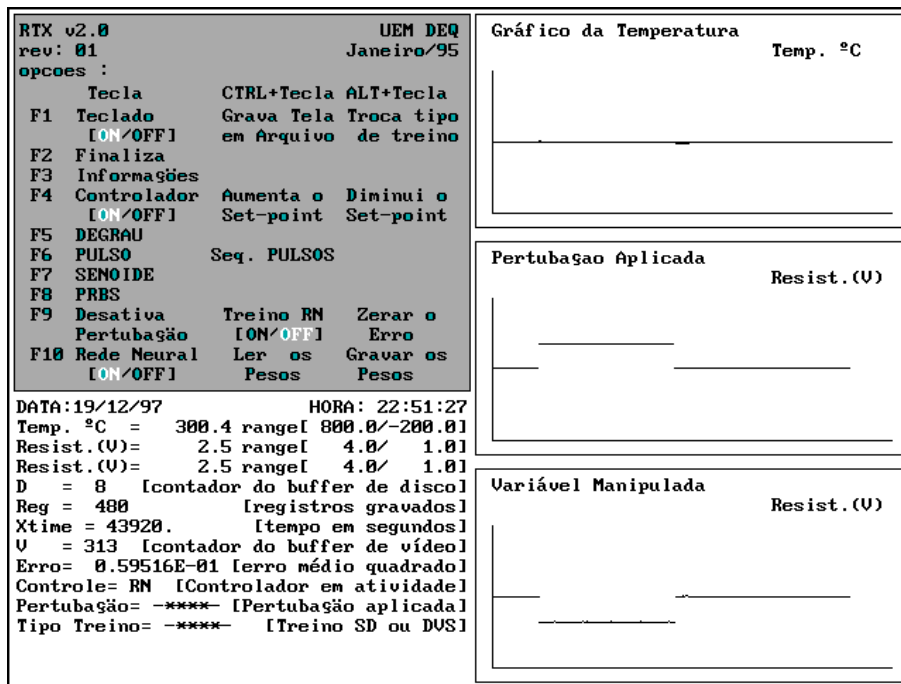 RTX v2.0 UEM DEQ
rev: 01 Janeiro/95
opcoes :
Tecla CTRL+Tecla ALT+Tecla
F1 Teclado Grava Tela Troca tipo
[ON/OFF] em Arquivo de treino
F2 Finaliza
F3 Informaşöes
F4 Controlador Aumenta o Diminui o
[ON/OFF] Set-point Set-point
F5 DEGRAU
F6 PULSO Seq. PULSOS
F7 SENOIDE
F8 PRBS
F9 Desativa Treino RN Zerar o
Pertubaşäo [ON/OFF] Erro
F10 Rede Neural Ler os Gravar os
[ON/OFF] Pesos Pesos
DATA:19/12/97 HORA: 22:51:27
Temp. ºC = 300.4 range[ 800.0/-200.0]
Resist.(V)= 2.5 range[ 4.0/ 1.0]
Resist.(V)= 2.5 range[ 4.0/ 1.0]
D = 8 [contador do buffer de disco]
Reg = 480 [registros gravados]
Xtime = 43920. [tempo em segundos]
V = 313 [contador do buffer de vídeo]
Erro= 0.59516E-01 [erro médio quadrado]
Controle= RN [Controlador em atividade]
Pertubaşäo= -****- [Pertubaşäo aplicada]
Tipo Treino= -****- [Treino SD ou DVS]
Gráfico da Temperatura
Temp. ºC
Pertubaşao Aplicada
Resist.(V)
Variável Manipulada
Resist.(V)